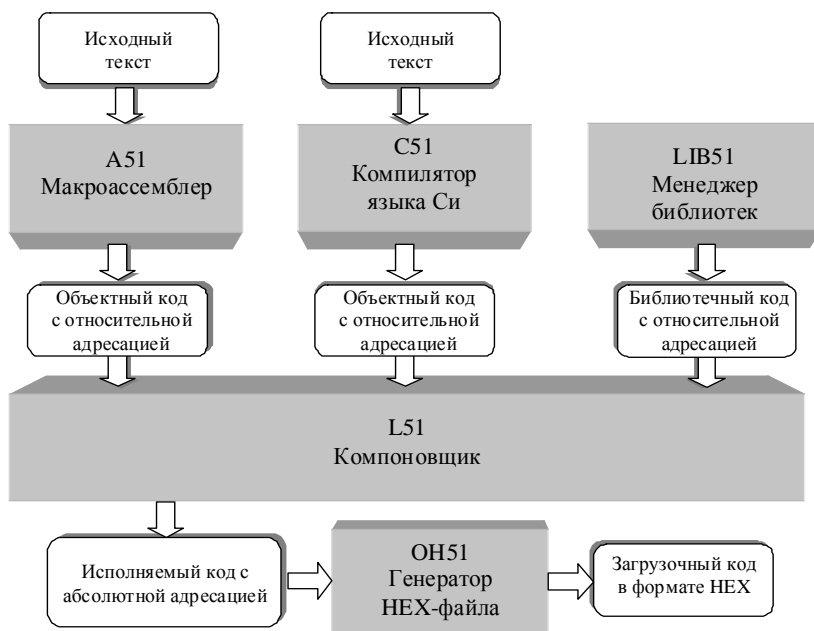 Исходный
текст
Исходный
текст
A51
Макроассемблер
C51
Компилятор
языка Си
LIB51
Менеджер
библиотек
Объектный код
с относительной
адресацией
Объектный код
с относительной
адресацией
Библиотечный код
с относительной
адресацией
L51
Компоновщик
Исполняемый код с
абсолютной адресацией
OH51
Генератор
HEX-файла
Загрузочный код
в формате HEX